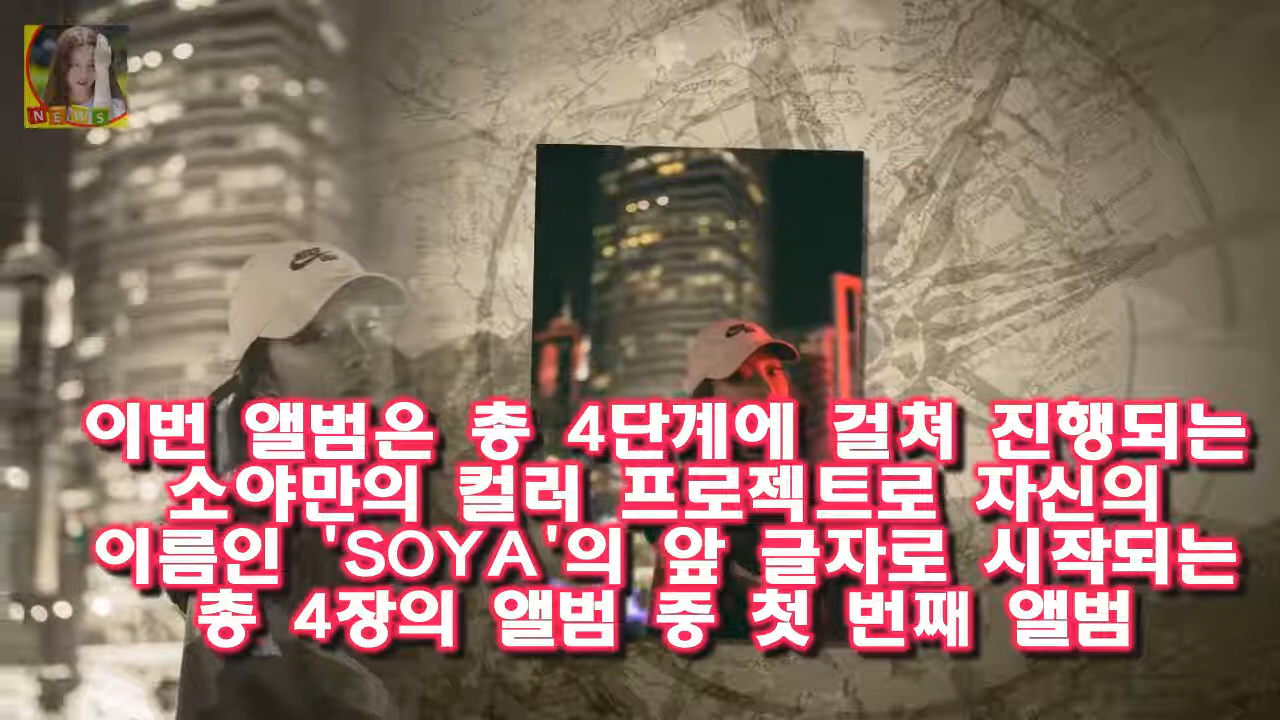 NEWS
이번 앨범은 총 4단계에 걸쳐 진행되는
소야만의 컬러 프로젝트로 자신의
이름인 'SOYA'의 앞 글자로 시작되는
총 4장의 앨범 중 첫 번째 앨범